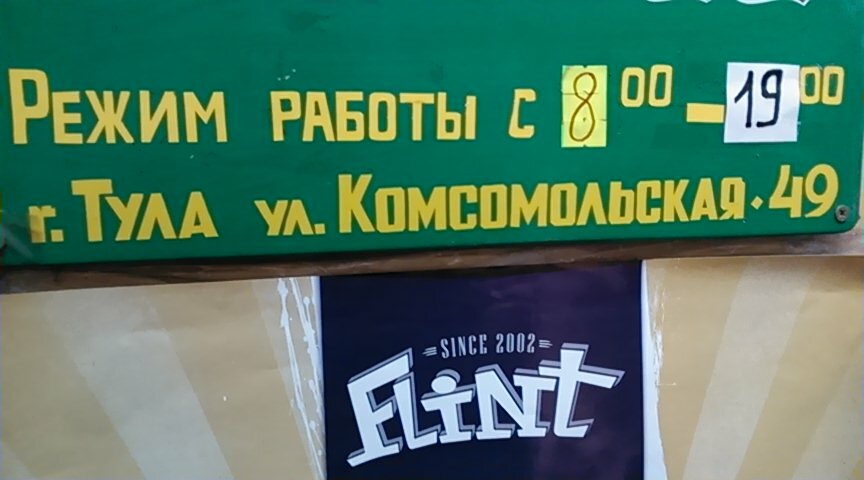 Режим работы с 8 00 - 19 00
г. Тула ул. Комсомольская · 49
SINCE 2002
FLiNt